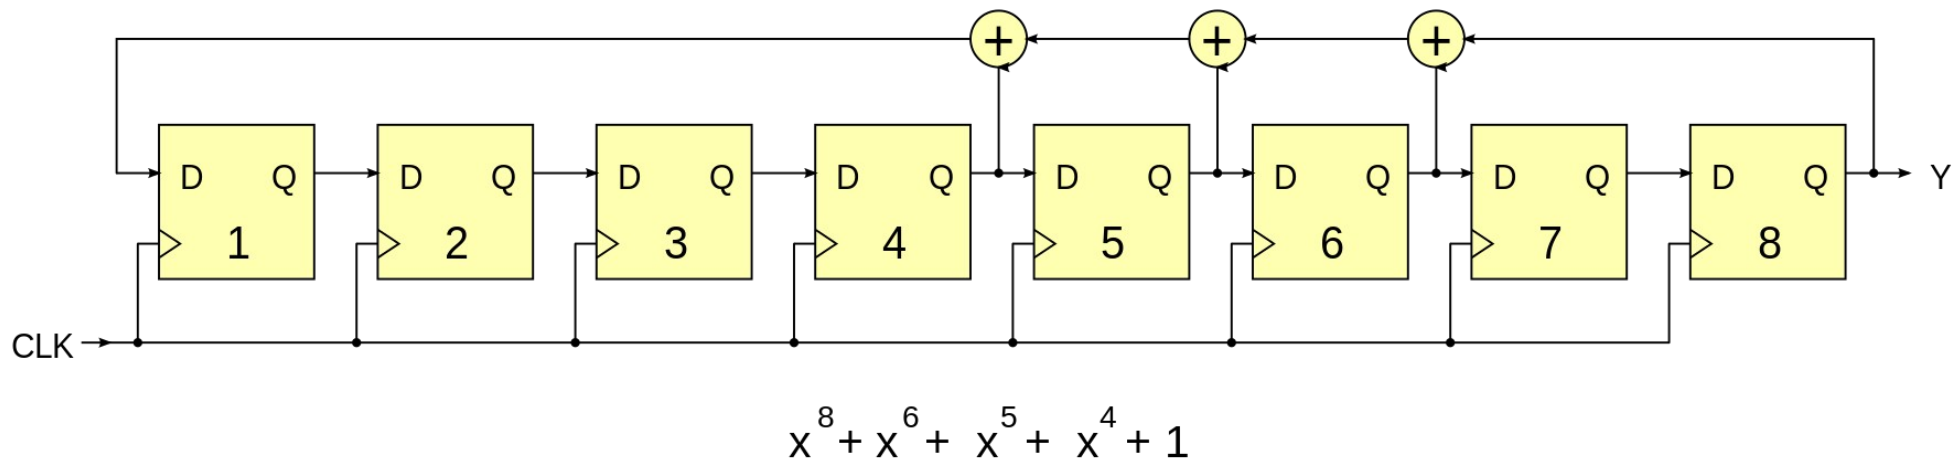 + + +
D Q D Q D Q D Q D Q D Q D Q D Q Y
1 2 3 4 5 6 7 8
CLK
x⁸ + x⁶ + x⁵ + x⁴ + 1